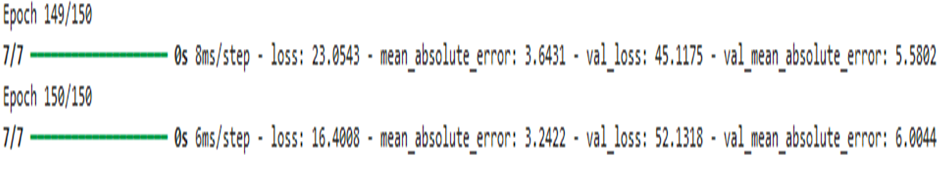 Epoch 149/150
7/7 ━━━━━━━━━━━━━━━━━━━━ 0s 8ms/step - loss: 23.0543 - mean_absolute_error: 3.6431 - val_loss: 45.1175 - val_mean_absolute_error: 5.5802
Epoch 150/150
7/7 ━━━━━━━━━━━━━━━━━━━━ 0s 6ms/step - loss: 16.4008 - mean_absolute_error: 3.2422 - val_loss: 52.1318 - val_mean_absolute_error: 6.0044